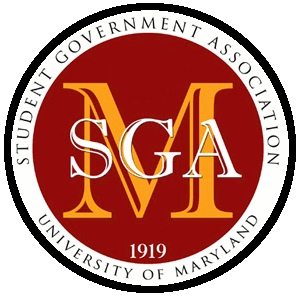 STUDENT GOVERNMENT ASSOCIATION
M
SGA
1919
UNIVERSITY OF MARYLAND